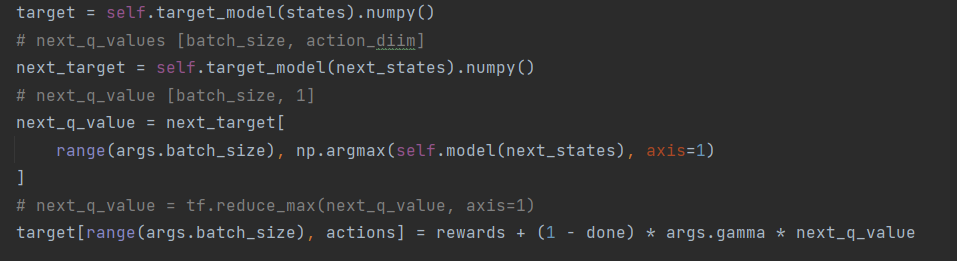 target = self.target_model(states).numpy()
# next_q_values [batch_size, action_diim]
next_target = self.target_model(next_states).numpy()
# next_q_value [batch_size, 1]
next_q_value = next_target[
    range(args.batch_size), np.argmax(self.model(next_states), axis=1)
]
# next_q_value = tf.reduce_max(next_q_value, axis=1)
target[range(args.batch_size), actions] = rewards + (1 - done) * args.gamma * next_q_value